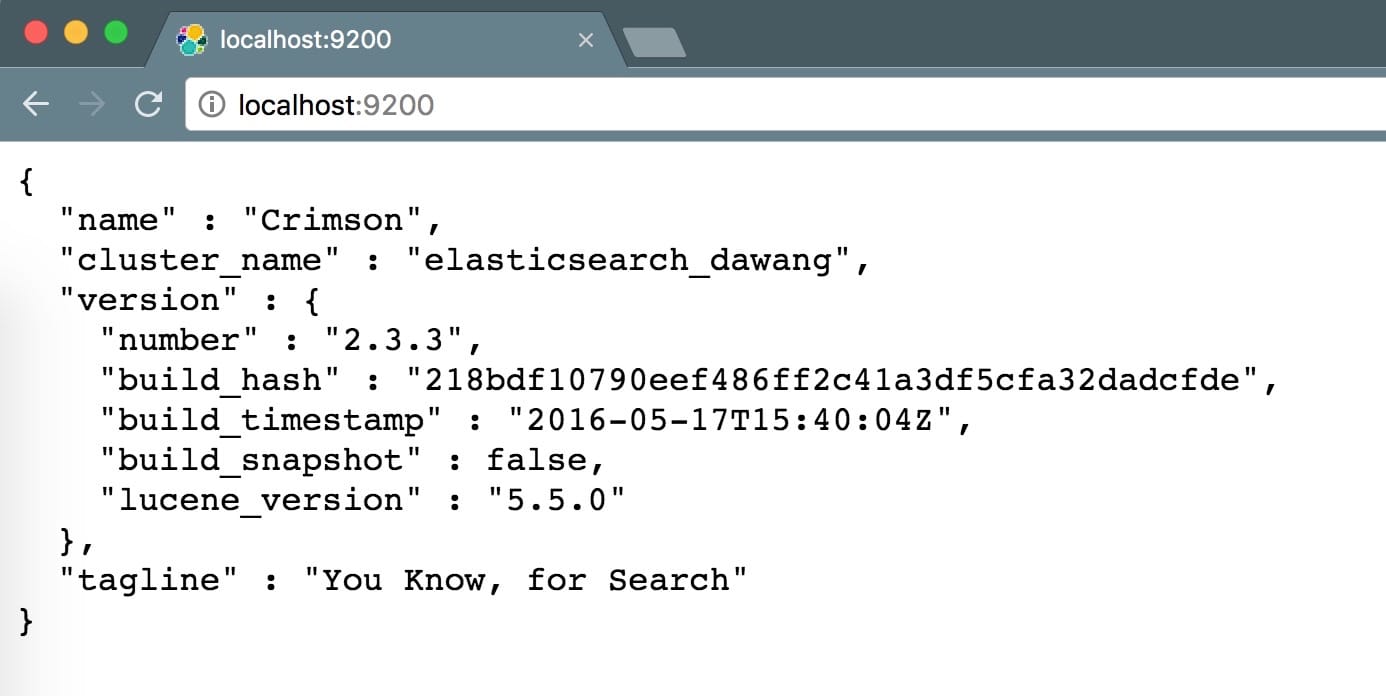 localhost:9200
localhost:9200
{
  "name" : "Crimson",
  "cluster_name" : "elasticsearch_dawang",
  "version" : {
    "number" : "2.3.3",
    "build_hash" : "218bdf10790eef486ff2c41a3df5cfa32dadcfde",
    "build_timestamp" : "2016-05-17T15:40:04Z",
    "build_snapshot" : false,
    "lucene_version" : "5.5.0"
  },
  "tagline" : "You Know, for Search"
}